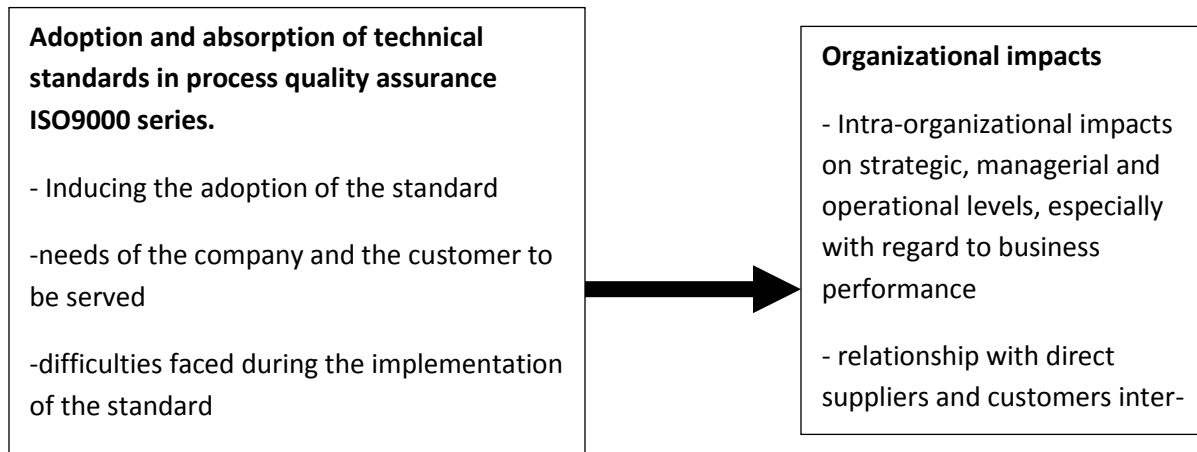 Adoption and absorption of technical
standards in process quality assurance
ISO9000 series.
- Inducing the adoption of the standard
-needs of the company and the customer to
be served
-difficulties faced during the implementation
of the standard
Organizational impacts
- Intra-organizational impacts
on strategic, managerial and
operational levels, especially
with regard to business
performance
- relationship with direct
suppliers and customers inter-